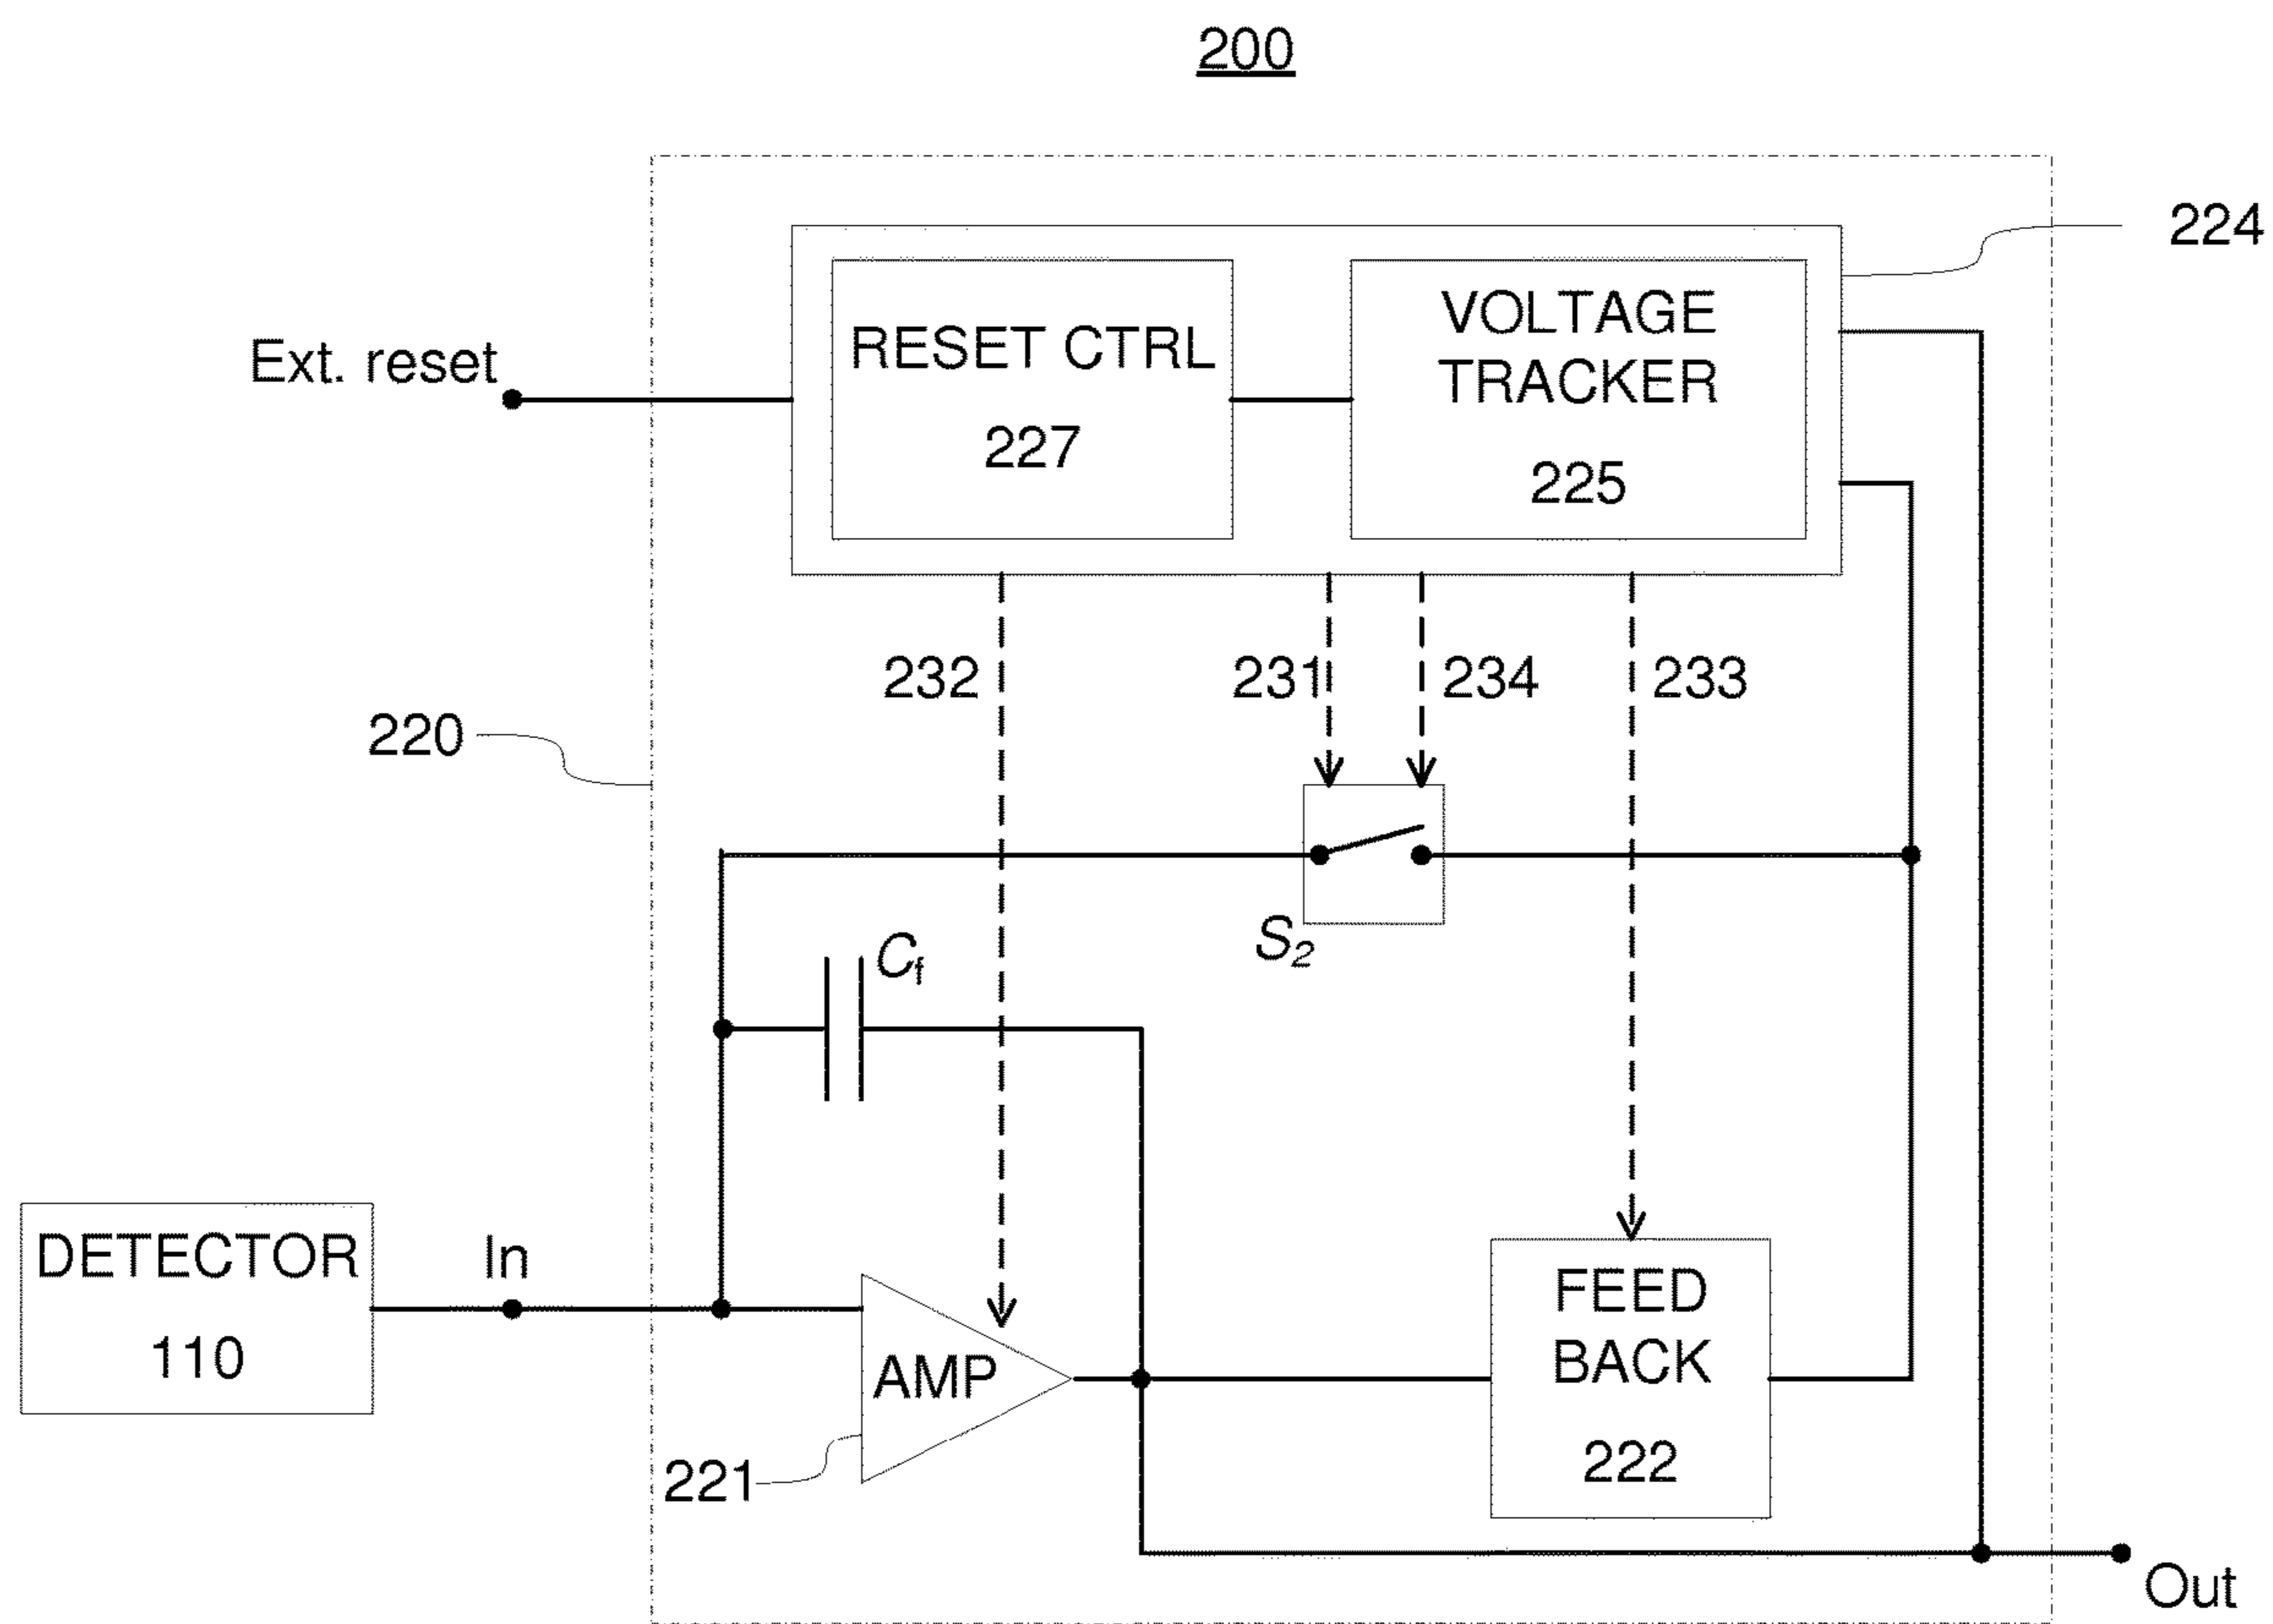 200
224
VOLTAGE
TRACKER
225
RESET CTRL
227
Ext. reset
232
231
234
233
220
S2
Cf
DETECTOR
110
In
AMP
221
FEED
BACK
222
Out